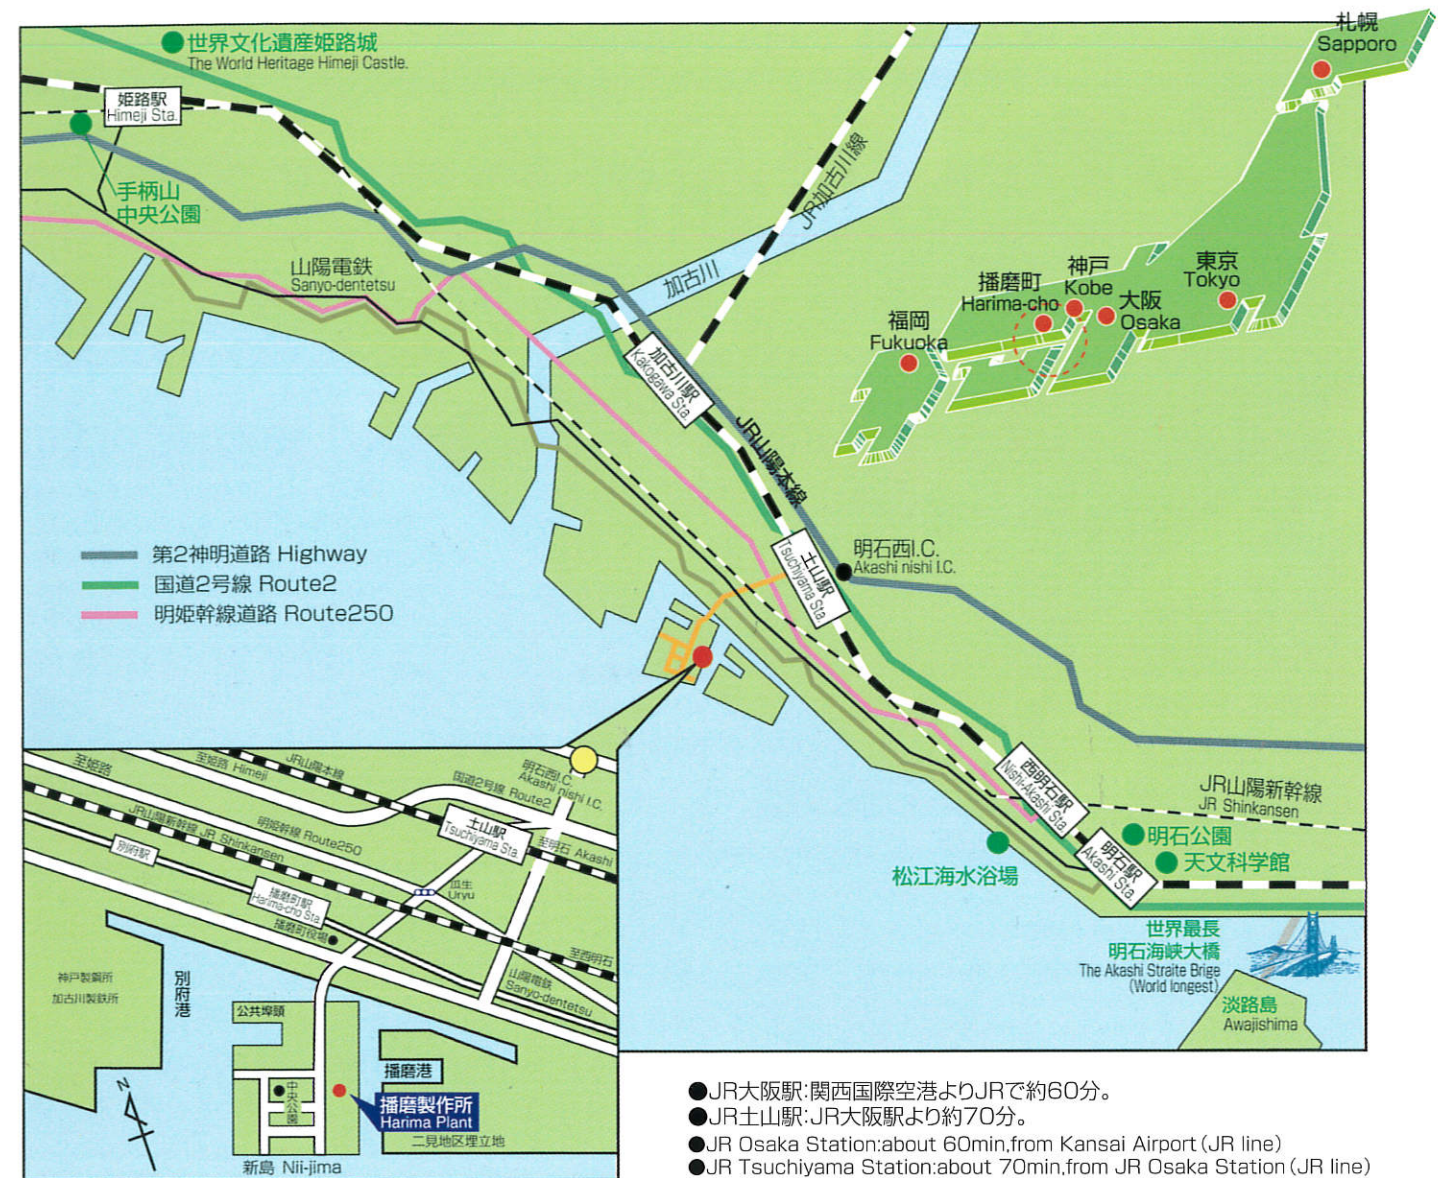 世界文化遺産姫路城
The World Heritage Himeji Castle.
札幌
Sapporo
姫路駅
Himeji Sta.
手柄山
中央公園
JR加古川線
山陽電鉄
Sanyo-dentetsu
加古川
播磨町
Harima-cho
神戸
Kobe
大阪
Osaka
東京
Tokyo
福岡
Fukuoka
加古川駅
Kakogawa Sta.
JR山陽本線
第2神明道路 Highway
国道2号線 Route2
明姫幹線道路 Route250
土山駅
Tsuchiyama Sta.
明石西I.C.
Akashi nishi I.C.
西明石駅
Nishi-Akashi Sta.
JR山陽新幹線
JR Shinkansen
明石公園
天文科学館
明石駅
Akashi Sta.
松江海水浴場
世界最長
明石海峡大橋
The Akashi Straite Brige
(World longest)
淡路島
Awajishima
至姫路
至姫路 Himeji
JR山陽本線
国道2号線 Route2
明石西I.C.
Akashi nishi I.C.
JR山陽新幹線 JR Shinkansen
明姫幹線 Route250
土山駅
Tsuchiyama Sta.
至明石 Akashi
別府駅
播磨町駅
Harima-cho Sta.
瓜生
Uryu
播磨町役場
至西明石
山陽電鉄
Sanyo-dentetsu
神戸製鋼所
加古川製鉄所
別府港
公共埠頭
中央公園
播磨港
播磨製作所
Harima Plant
二見地区埋立地
N
新島 Nii-jima
●JR大阪駅:関西国際空港よりJRで約60分。
●JR土山駅:JR大阪駅より約70分。
●JR Osaka Station:about 60min,from Kansai Airport (JR line)
●JR Tsuchiyama Station:about 70min,from JR Osaka Station (JR line)